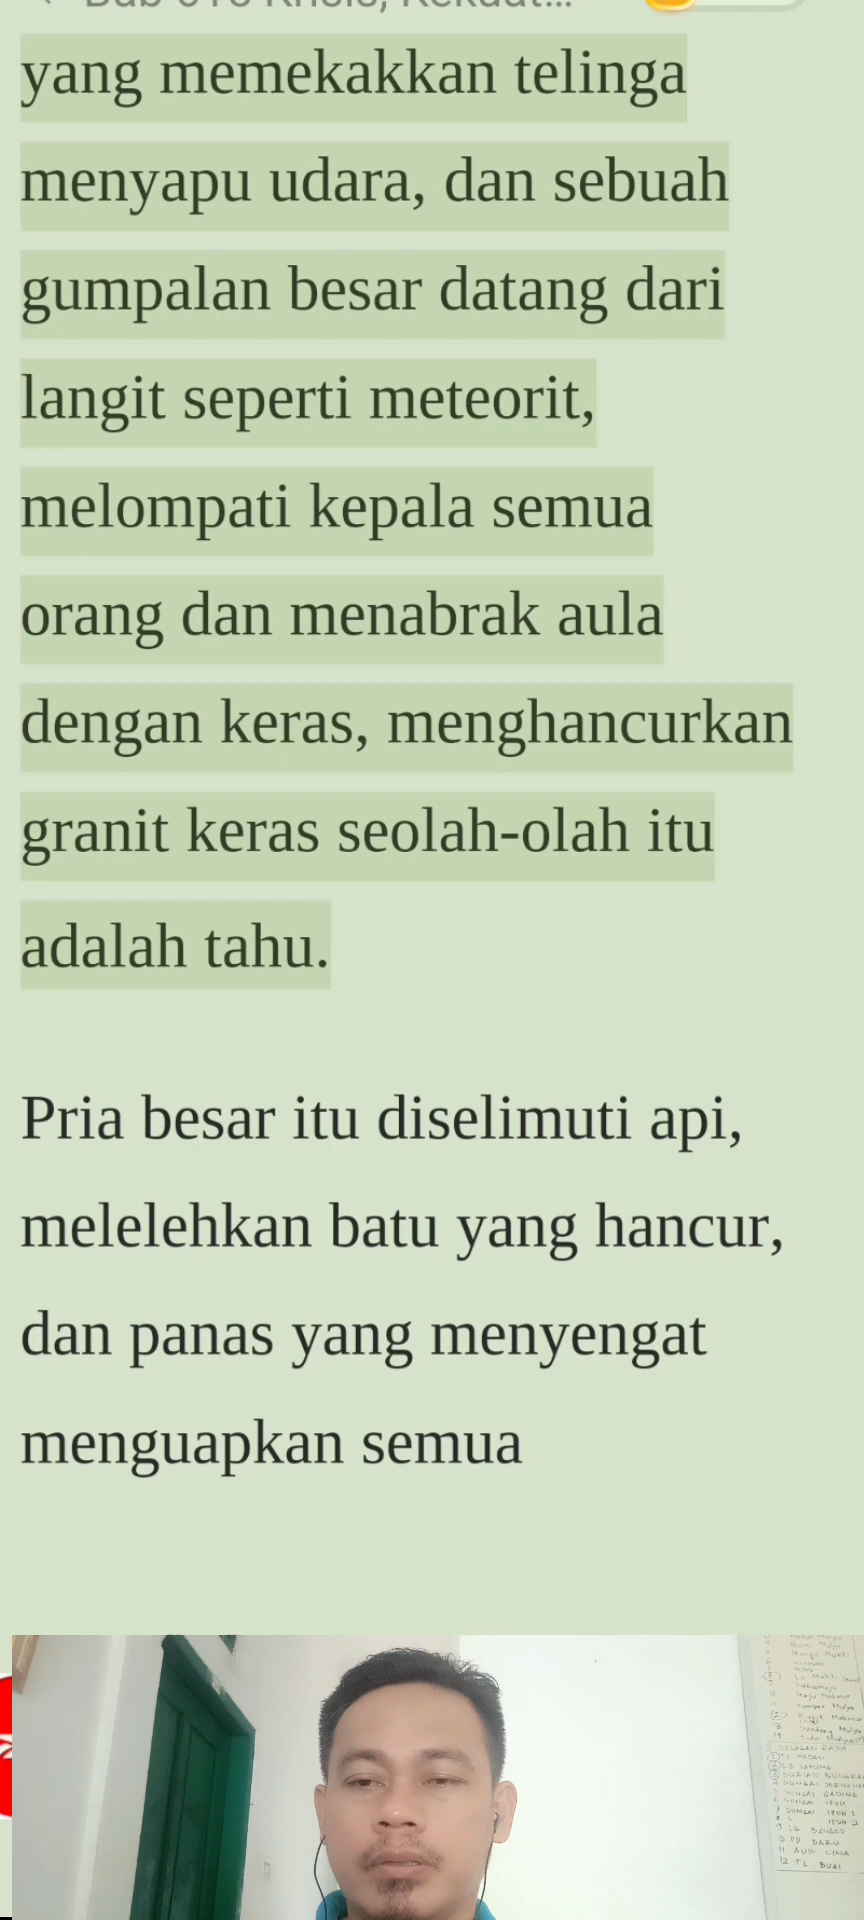 yang memekakkan telinga
menyapu udara, dan sebuah
gumpalan besar datang dari
langit seperti meteorit,
melompati kepala semua
orang dan menabrak aula
dengan keras, menghancurkan
granit keras seolah-olah itu
adalah tahu.
Pria besar itu diselimuti api,
melelehkan batu yang hancur,
dan panas yang menyengat
menguapkan semua